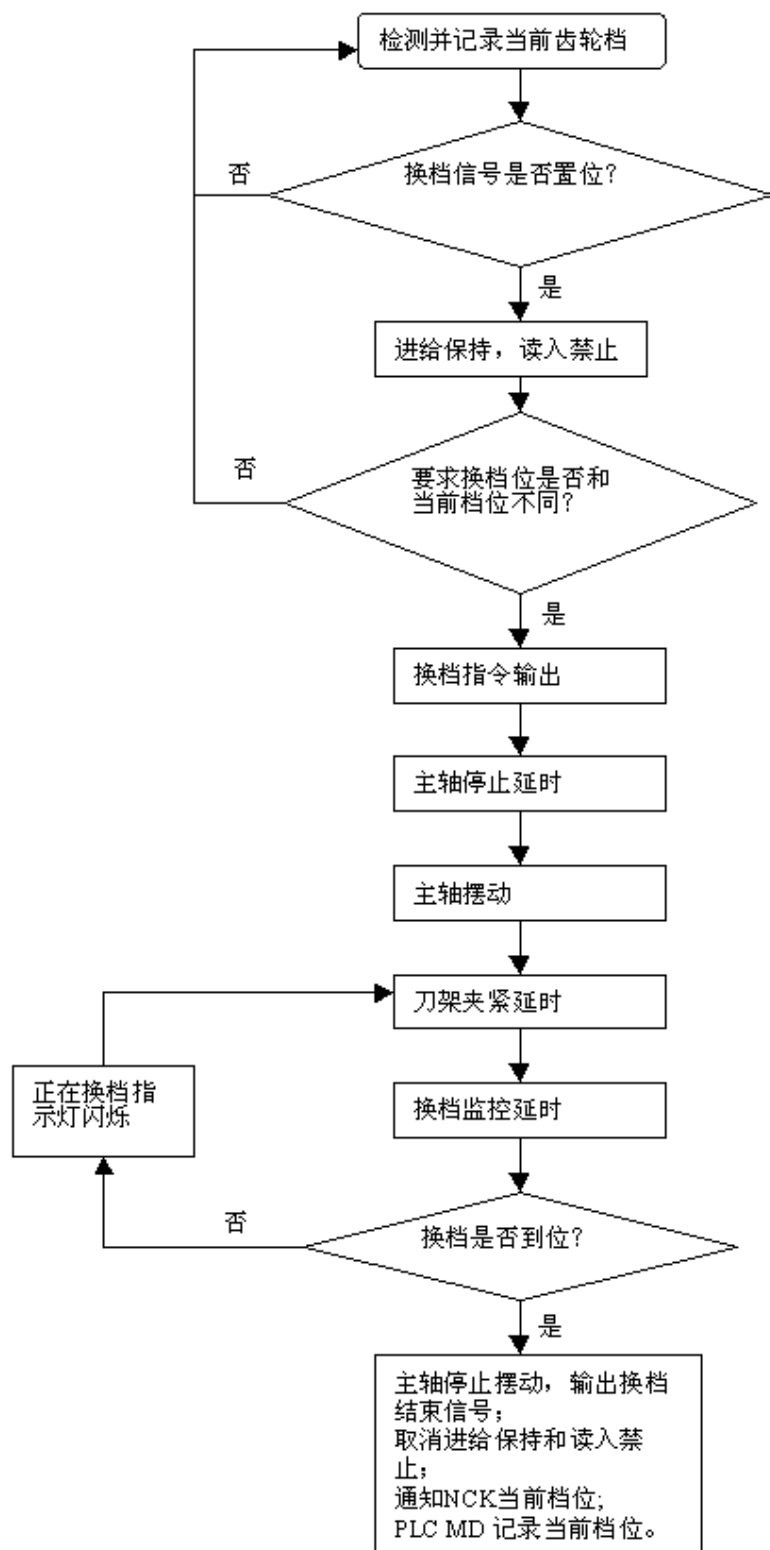 检测并记录当前齿轮档
否
换档信号是否置位？
是
进给保持，读入禁止
否
要求换档位是否和
当前档位不同？
是
换档指令输出
主轴停止延时
主轴摆动
刀架夹紧延时
正在换档指
示灯闪烁
换档监控延时
否
换档是否到位？
是
主轴停止摆动，输出换档
结束信号；
取消进给保持和读入禁
止；
通知NCK当前档位;
PLC MD 记录当前档位。